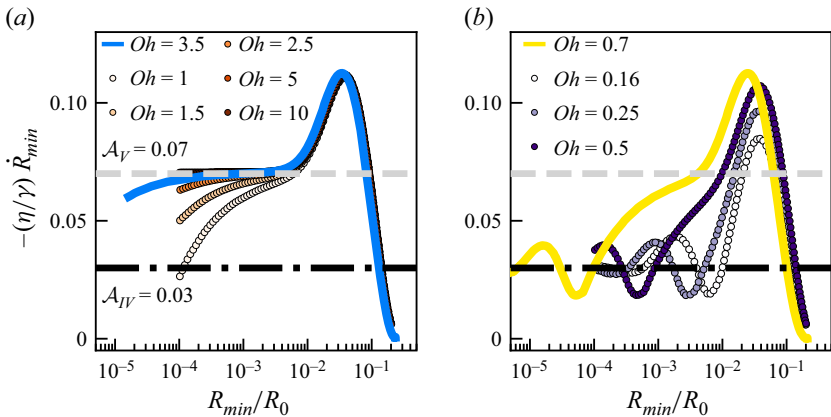 (a)
Oh = 3.5
Oh = 2.5
Oh = 1
Oh = 5
Oh = 1.5
Oh = 10
0.10
0.05
0
−(η/γ) Ṙmin
𝒜V = 0.07
𝒜IV = 0.03
10⁻⁵ 10⁻⁴ 10⁻³ 10⁻² 10⁻¹
Rmin/R0
(b)
Oh = 0.7
Oh = 0.16
Oh = 0.25
Oh = 0.5
0.10
0.05
0
10⁻⁵ 10⁻⁴ 10⁻³ 10⁻² 10⁻¹
Rmin/R0